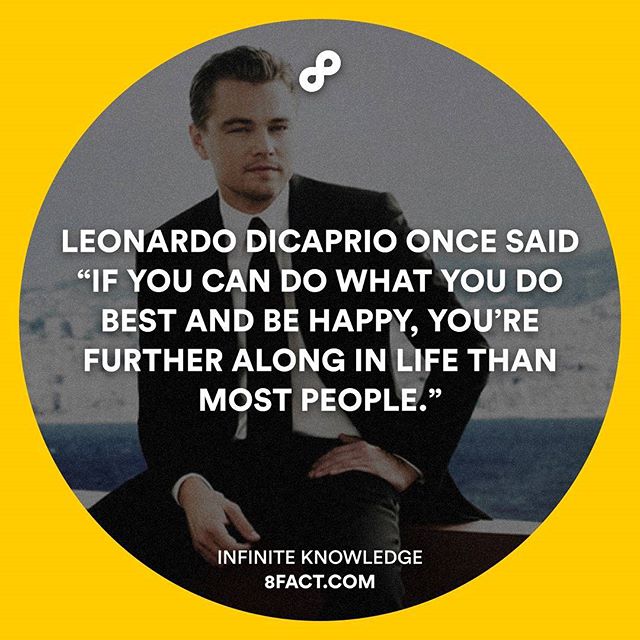 LEONARDO DICAPRIO ONCE SAID
“IF YOU CAN DO WHAT YOU DO
BEST AND BE HAPPY, YOU’RE
FURTHER ALONG IN LIFE THAN
MOST PEOPLE.”
INFINITE KNOWLEDGE
8FACT.COM